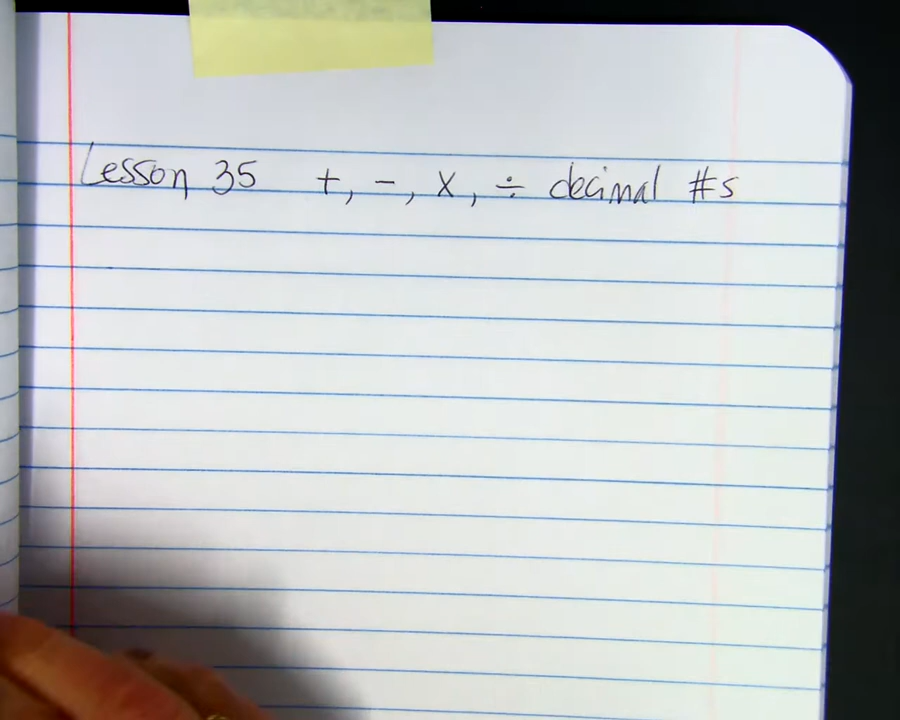 Lesson 35 +, -, x, ÷ decimal #s